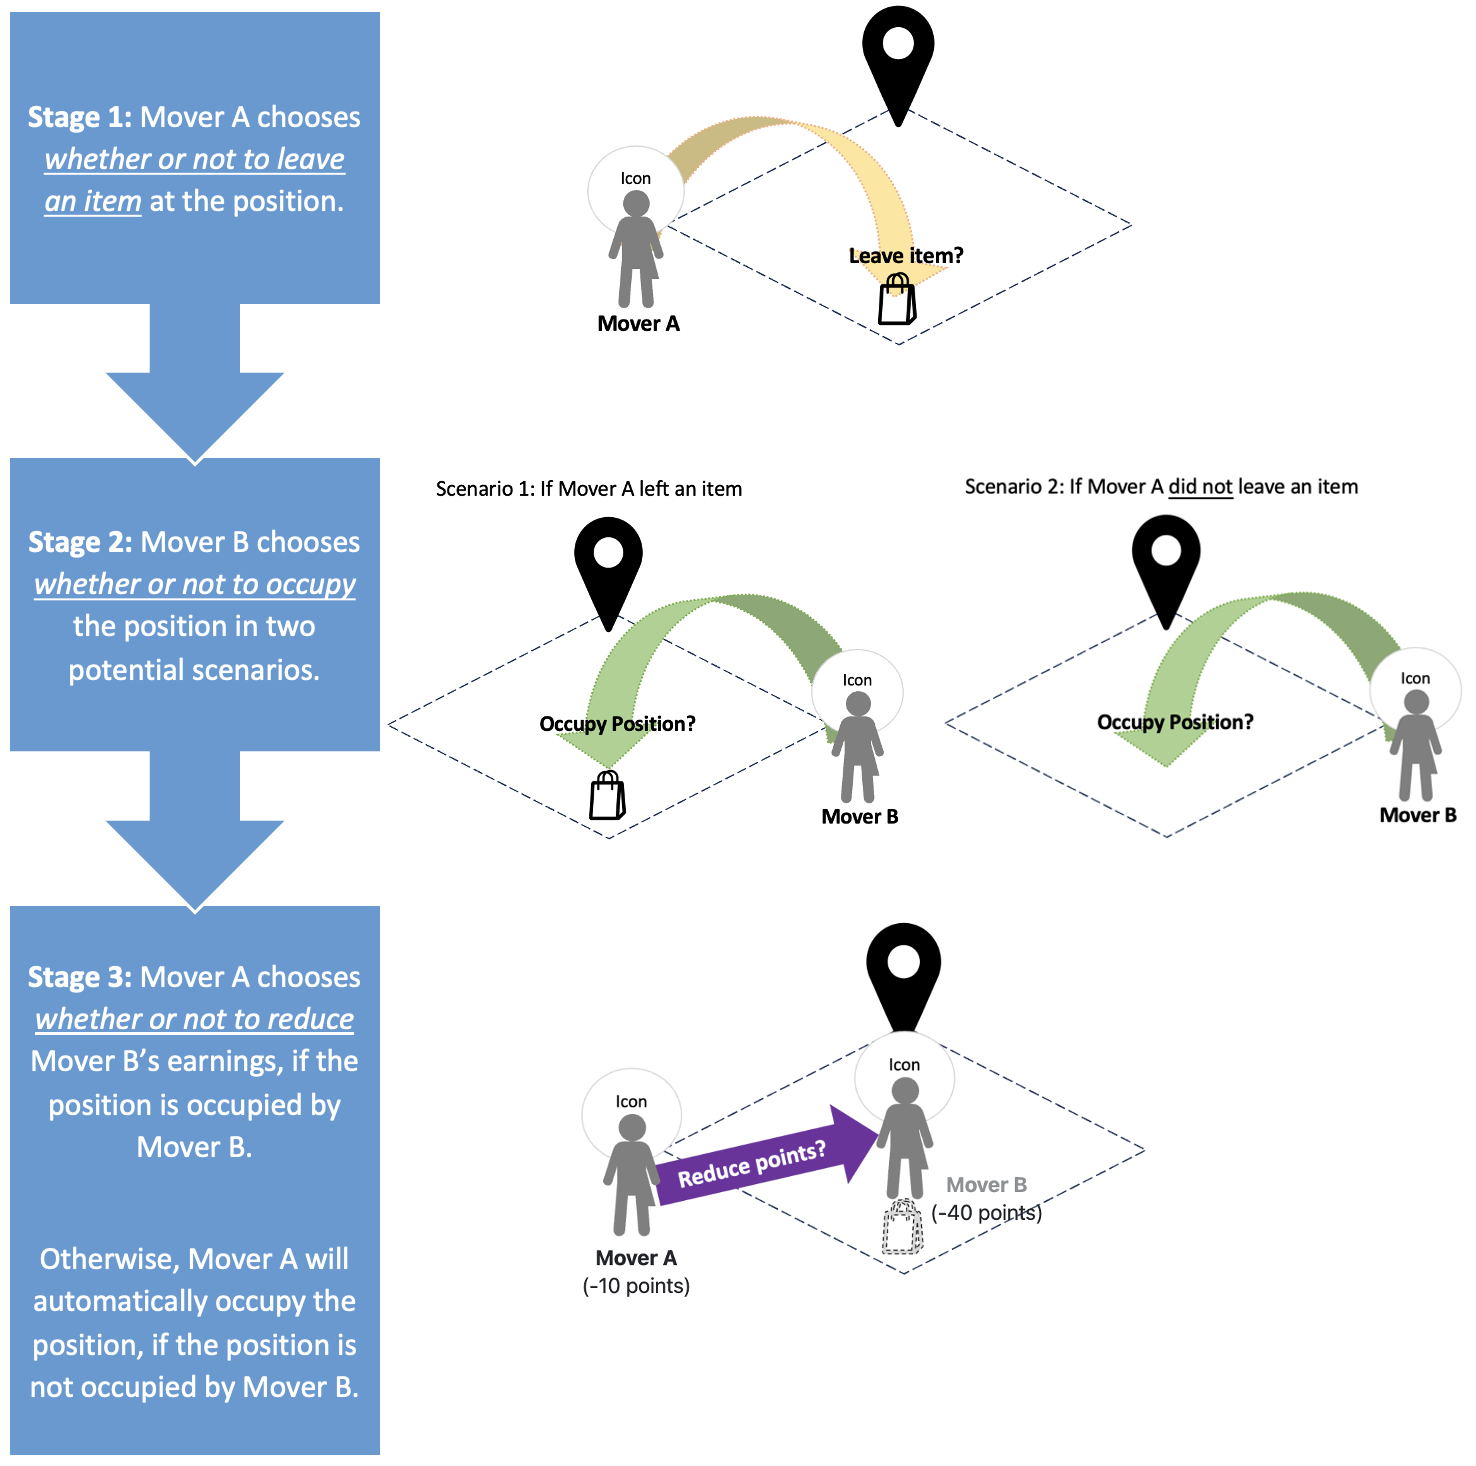 Stage 1: Mover A chooses
whether or not to leave
an item at the position.
Icon
Leave item?
Mover A
Stage 2: Mover B chooses
whether or not to occupy
the position in two
potential scenarios.
Scenario 1: If Mover A left an item
Icon
Occupy Position?
Mover B
Scenario 2: If Mover A did not leave an item
Icon
Occupy Position?
Mover B
Stage 3: Mover A chooses
whether or not to reduce
Mover B’s earnings, if the
position is occupied by
Mover B.
Otherwise, Mover A will
automatically occupy the
position, if the position is
not occupied by Mover B.
Icon
Icon
Reduce points?
Mover B
(-40 points)
Mover A
(-10 points)